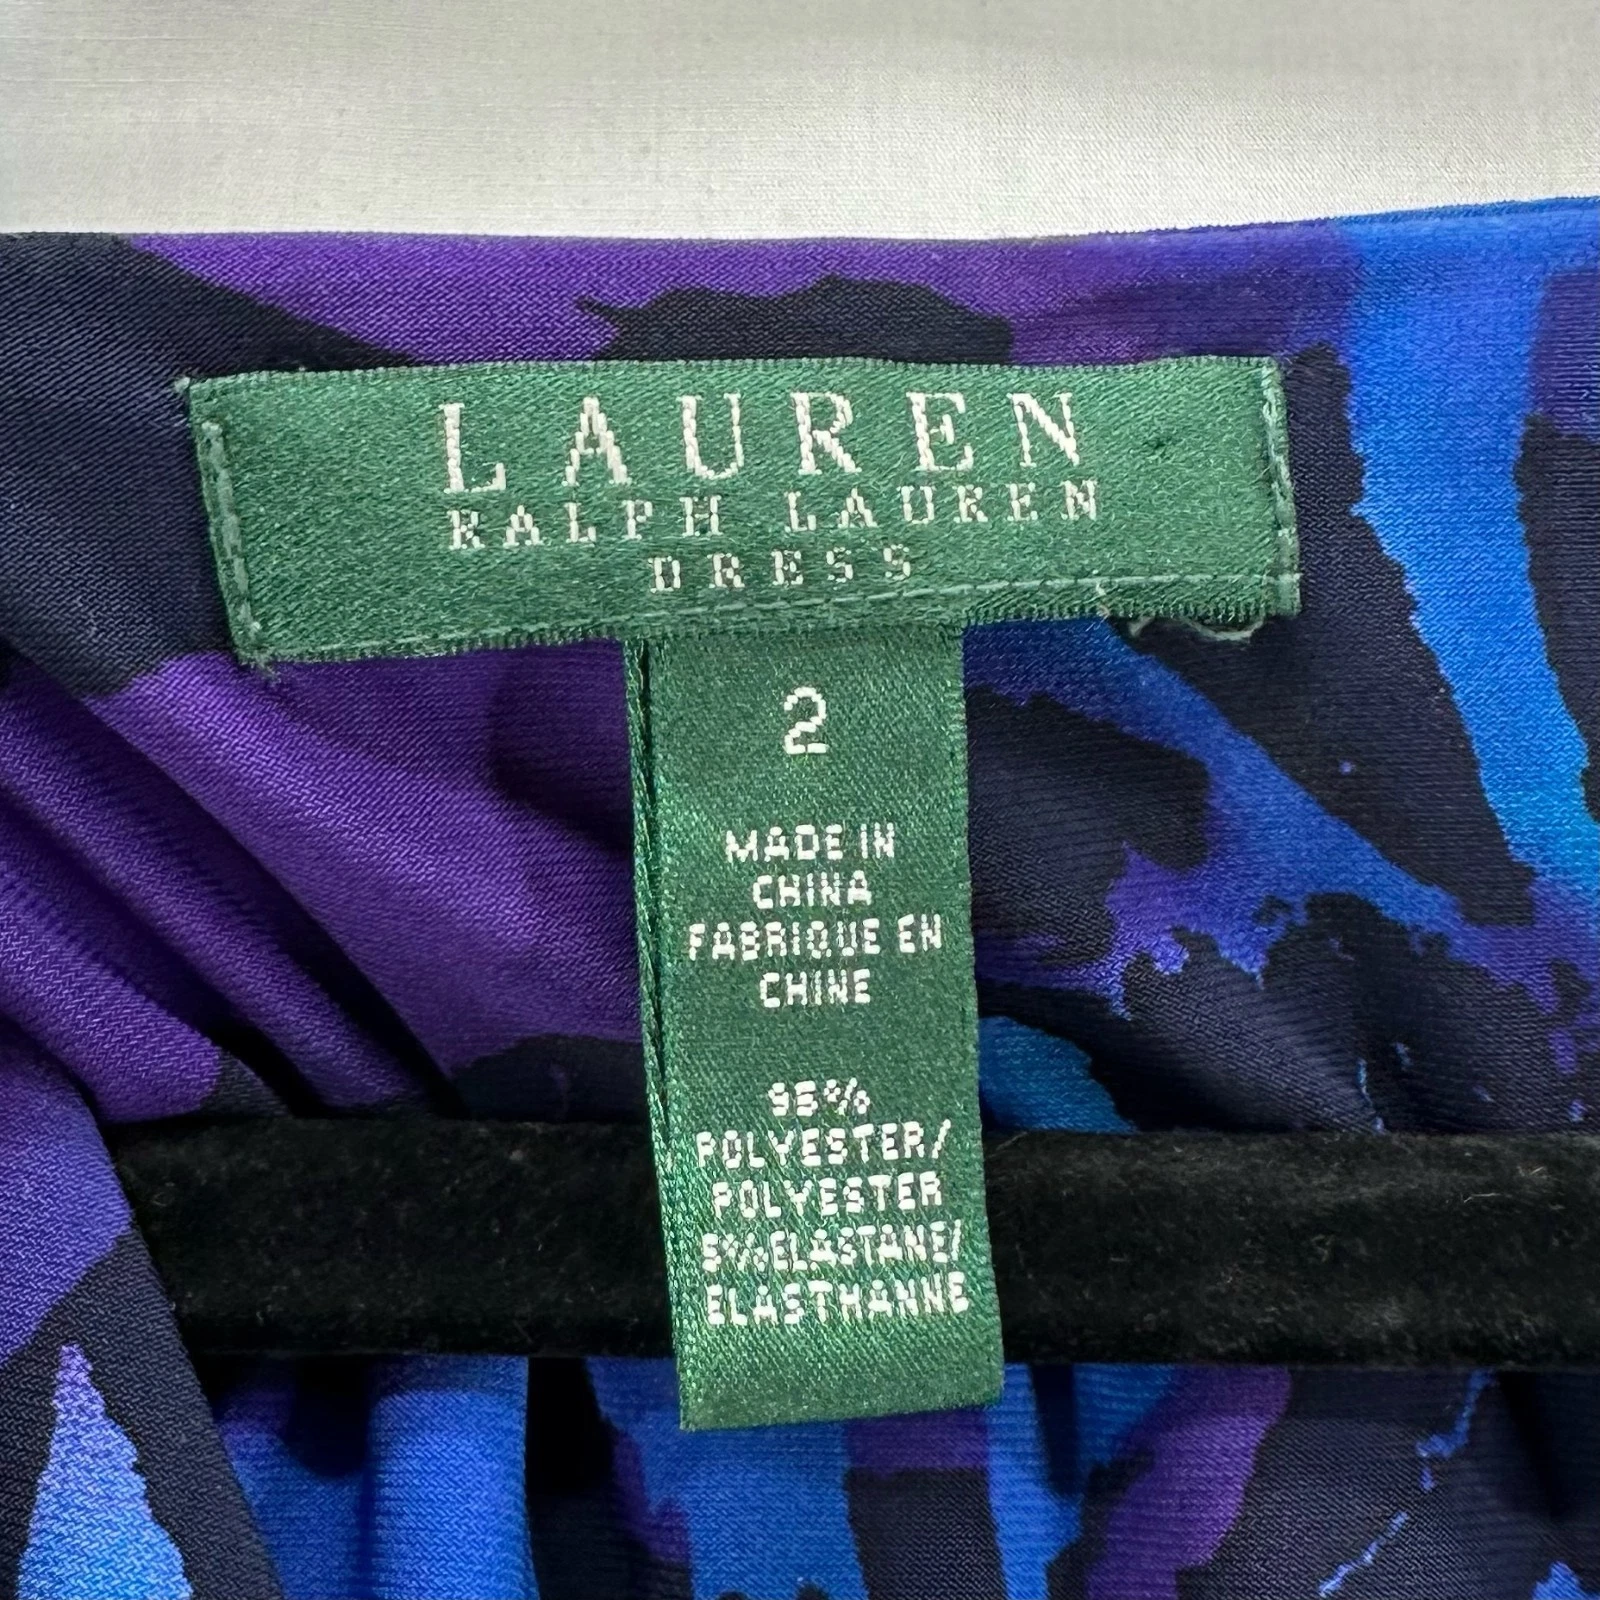 LAUREN
RALPH LAUREN
DRESS
2
MADE IN
CHINA
FABRIQUE EN
CHINE
95%
POLYESTER/
POLYESTER
5% ELASTANE/
ELASTHANNE